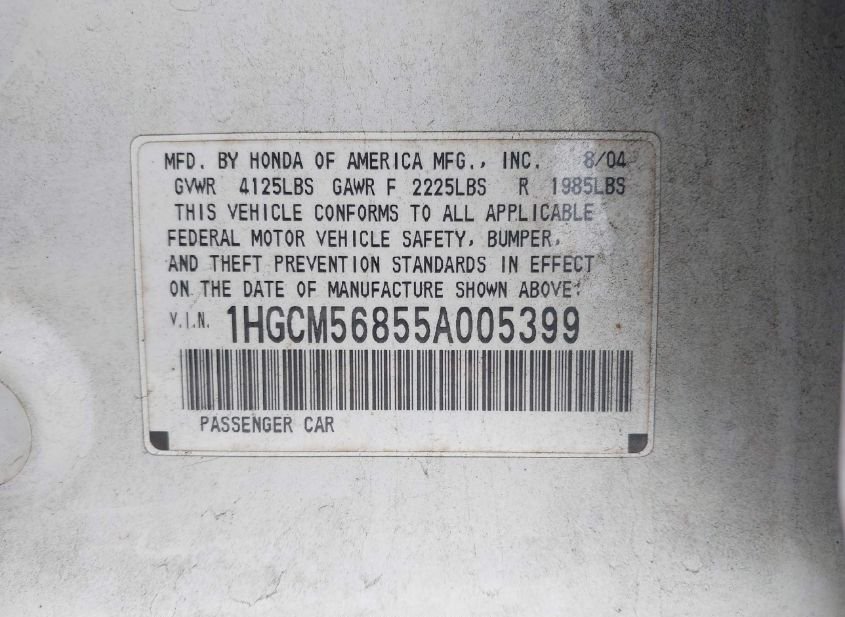 MFD. BY HONDA OF AMERICA MFG., INC. 8/04
GVWR 4125LBS GAWR F 2225LBS R 1985LBS
THIS VEHICLE CONFORMS TO ALL APPLICABLE
FEDERAL MOTOR VEHICLE SAFETY, BUMPER,
AND THEFT PREVENTION STANDARDS IN EFFECT
ON THE DATE OF MANUFACTURE SHOWN ABOVE.
V.I.N. 1HGCM56855A005399
PASSENGER CAR